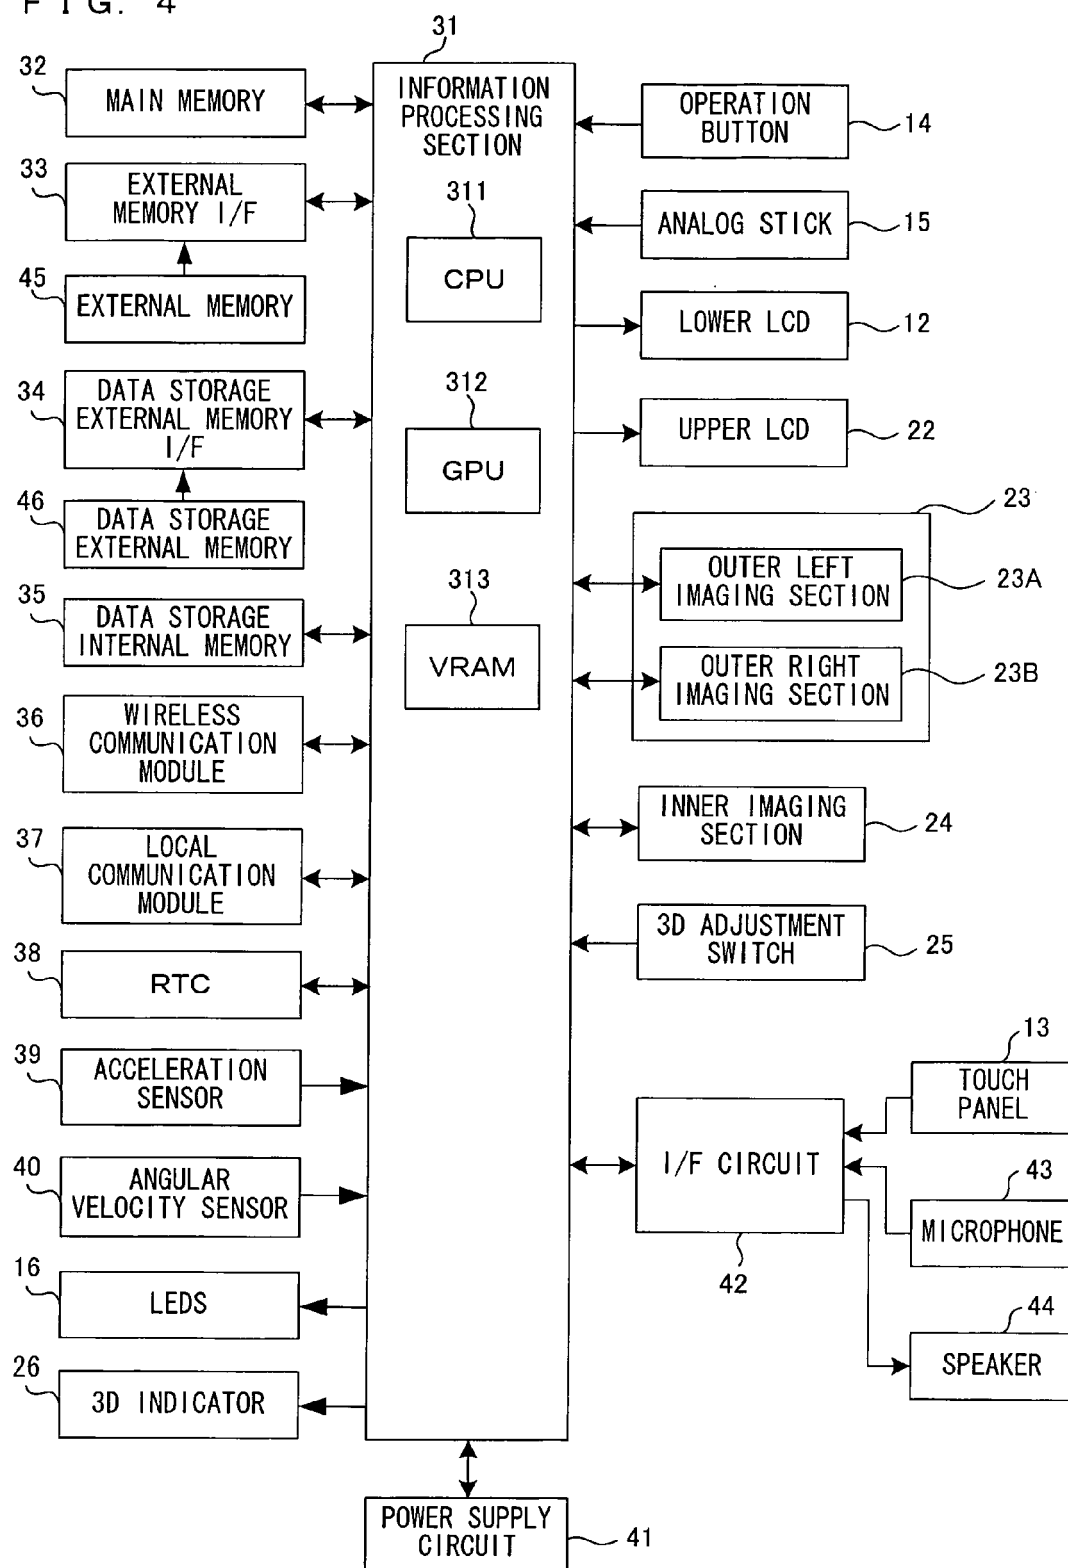 FIG. 4
31
32
MAIN MEMORY
INFORMATION
PROCESSING
SECTION
OPERATION
BUTTON
14
33
EXTERNAL
MEMORY I/F
311
CPU
ANALOG STICK
15
45
EXTERNAL MEMORY
LOWER LCD
12
34
DATA STORAGE
EXTERNAL MEMORY
I/F
312
GPU
UPPER LCD
22
46
DATA STORAGE
EXTERNAL MEMORY
23
OUTER LEFT
IMAGING SECTION
23A
35
DATA STORAGE
INTERNAL MEMORY
313
VRAM
OUTER RIGHT
IMAGING SECTION
23B
36
WIRELESS
COMMUNICATION
MODULE
INNER IMAGING
SECTION
24
37
LOCAL
COMMUNICATION
MODULE
3D ADJUSTMENT
SWITCH
25
38
RTC
39
ACCELERATION
SENSOR
13
TOUCH
PANEL
I/F CIRCUIT
42
40
ANGULAR
VELOCITY SENSOR
43
MICROPHONE
16
LEDS
44
SPEAKER
26
3D INDICATOR
POWER SUPPLY
CIRCUIT
41